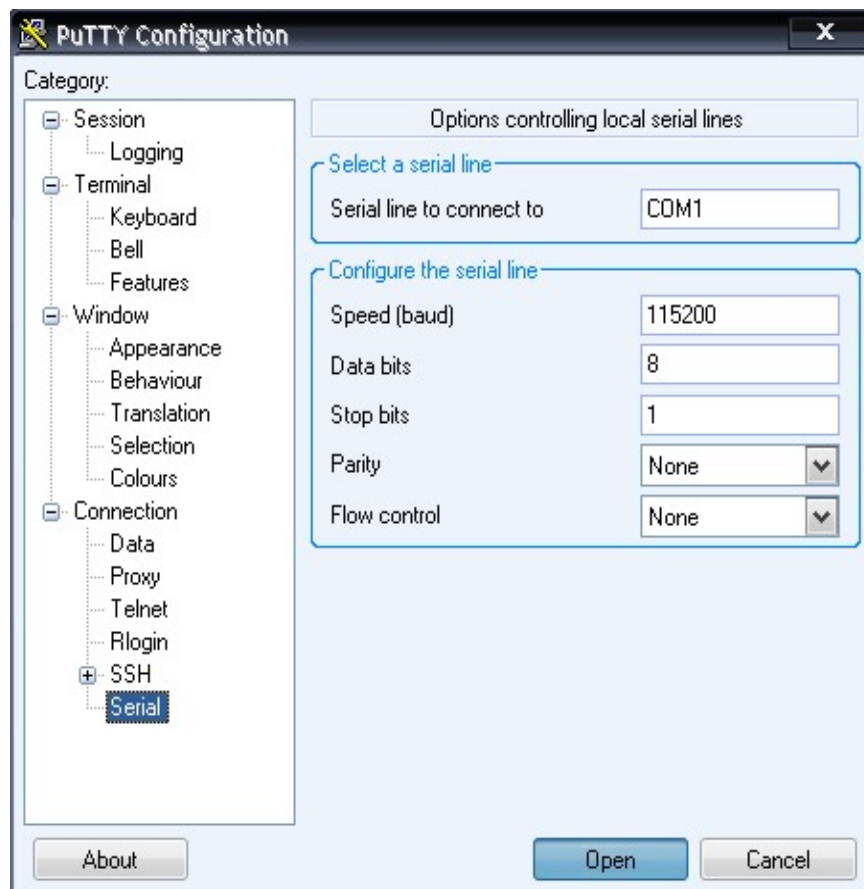 PuTTY Configuration
X
Category:
Session
Logging
Terminal
Keyboard
Bell
Features
Window
Appearance
Behaviour
Translation
Selection
Colours
Connection
Data
Proxy
Telnet
Rlogin
SSH
Serial
Options controlling local serial lines
Select a serial line
Serial line to connect to COM1
Configure the serial line
Speed (baud) 115200
Data bits 8
Stop bits 1
Parity None
Flow control None
About Open Cancel